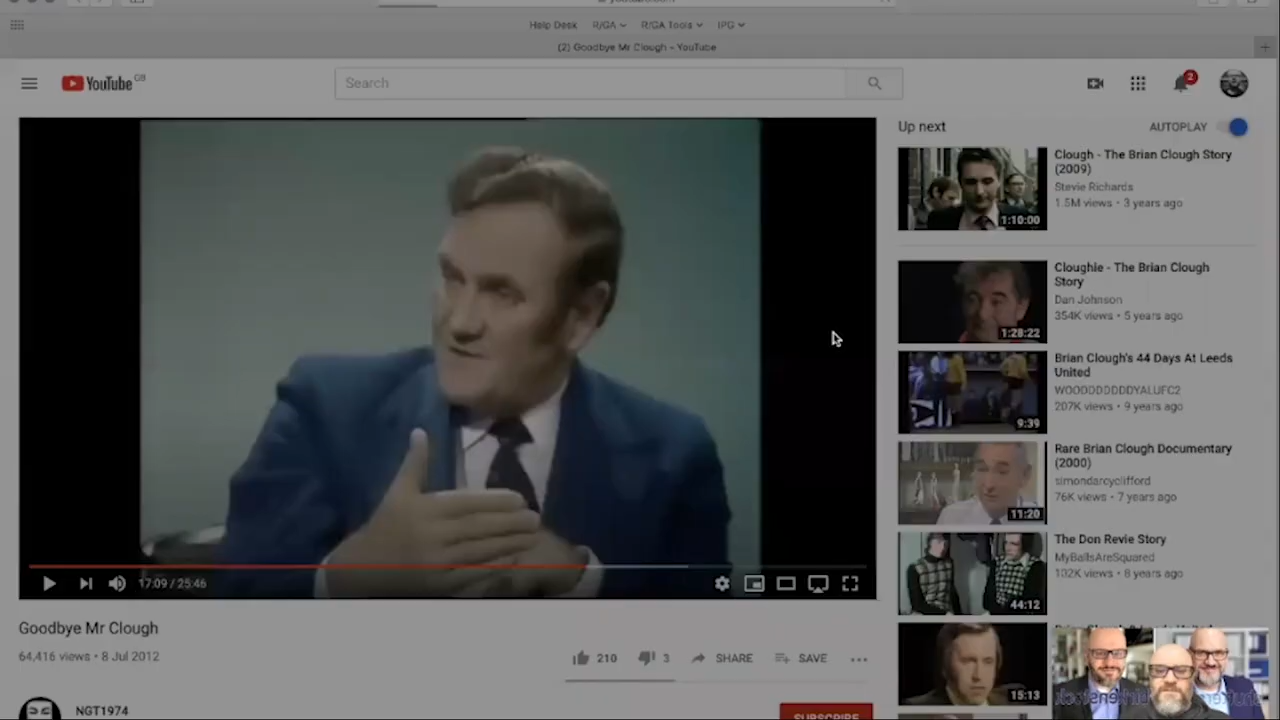 Help Desk R/GA R/GA Tools IPG
(2) Goodbye Mr Clough - YouTube
YouTube GB
Search
2
Up next
AUTOPLAY
Clough - The Brian Clough Story (2009)
Stevie Richards
1.5M views • 3 years ago
1:10:00
Cloughie - The Brian Clough Story
Dan Johnson
354K views • 5 years ago
1:28:22
Brian Clough's 44 Days At Leeds United
WOODDDDDDDYALUFC2
207K views • 9 years ago
9:39
Rare Brian Clough Documentary (2000)
simondarcyclifford
76K views • 7 years ago
11:20
The Don Revie Story
MyBallsAreSquared
102K views • 8 years ago
44:12
15:13
17:09 / 25:46
Goodbye Mr Clough
64,416 views • 8 Jul 2012
210 3 SHARE SAVE
NGT1974
SUBSCRIBE